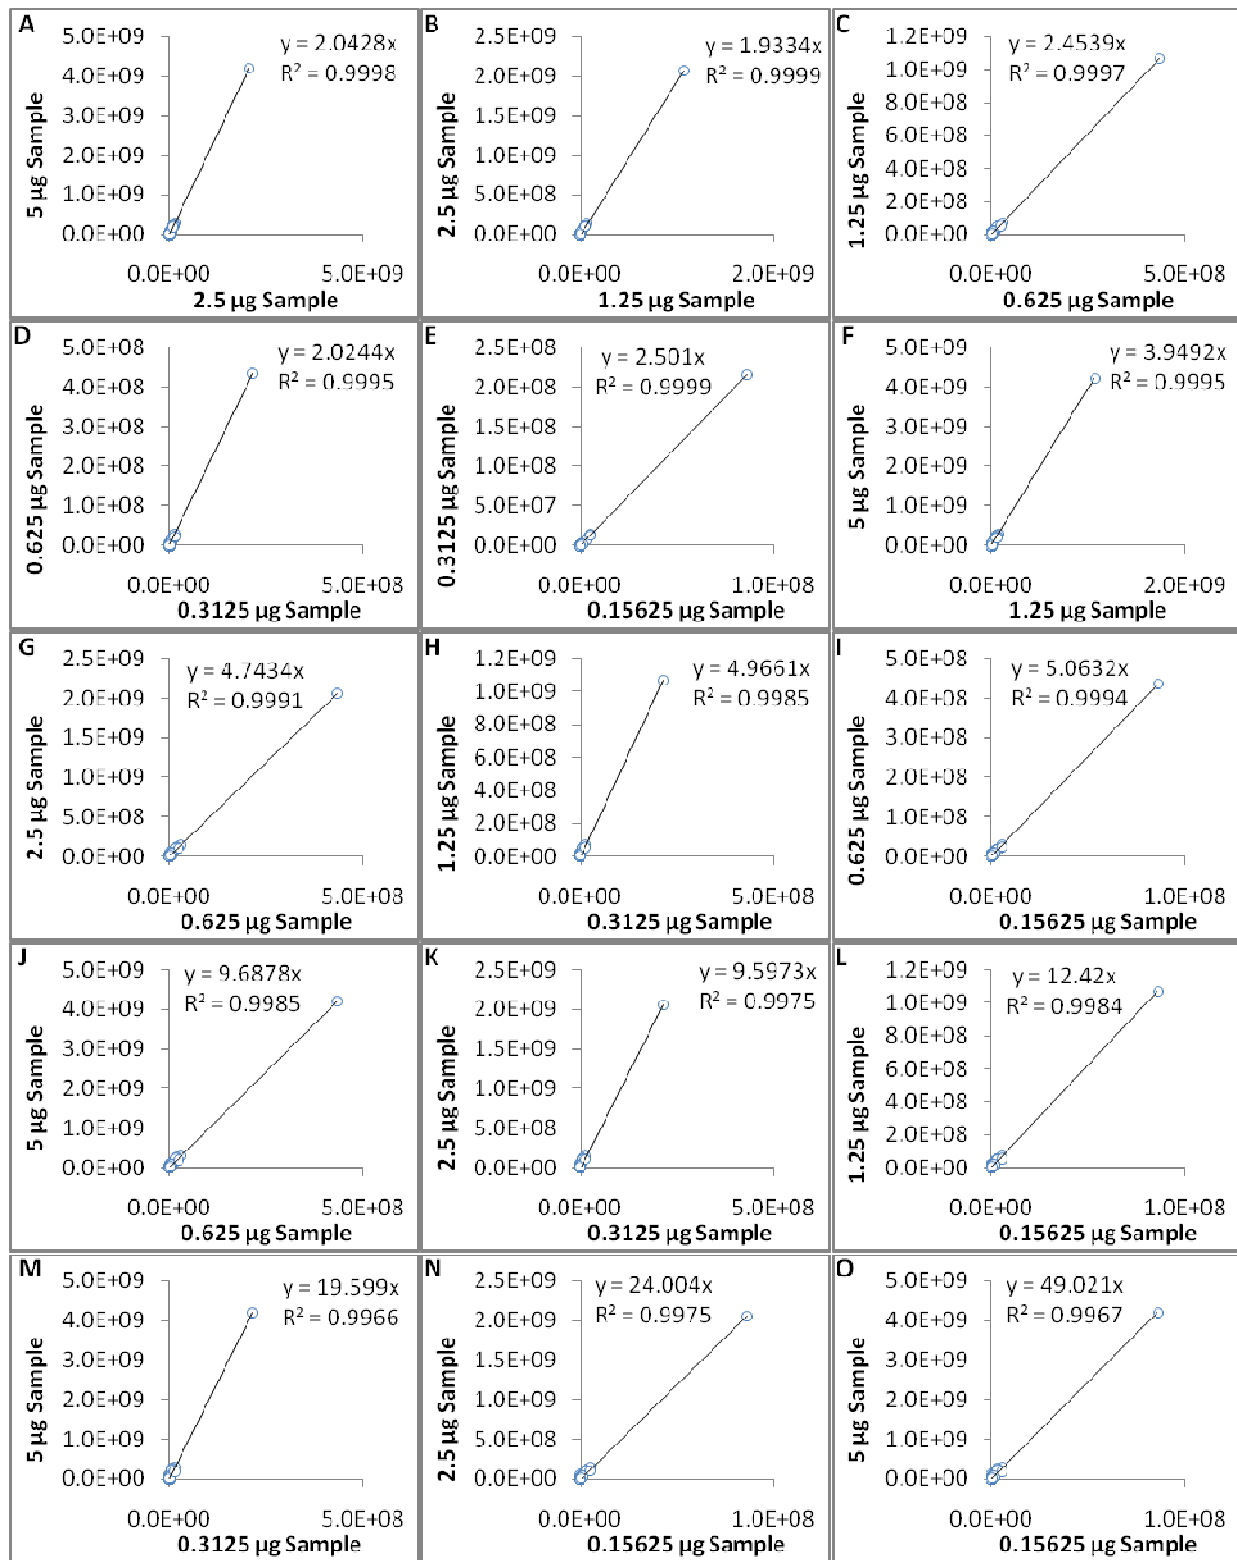 A
5.0E+09
4.0E+09
3.0E+09
2.0E+09
1.0E+09
0.0E+00
y = 2.0428x
R² = 0.9998
5 µg Sample
0.0E+00 5.0E+09
2.5 µg Sample
B
2.5E+09
2.0E+09
1.5E+09
1.0E+09
5.0E+08
0.0E+00
y = 1.9334x
R² = 0.9999
2.5 µg Sample
0.0E+00 2.0E+09
1.25 µg Sample
C
1.2E+09
1.0E+09
8.0E+08
6.0E+08
4.0E+08
2.0E+08
0.0E+00
y = 2.4539x
R² = 0.9997
1.25 µg Sample
0.0E+00 5.0E+08
0.625 µg Sample
D
5.0E+08
4.0E+08
3.0E+08
2.0E+08
1.0E+08
0.0E+00
y = 2.0244x
R² = 0.9995
0.625 µg Sample
0.0E+00 5.0E+08
0.3125 µg Sample
E
2.5E+08
2.0E+08
1.5E+08
1.0E+08
5.0E+07
0.0E+00
y = 2.501x
R² = 0.9999
0.3125 µg Sample
0.0E+00 1.0E+08
0.15625 µg Sample
F
5.0E+09
4.0E+09
3.0E+09
2.0E+09
1.0E+09
0.0E+00
y = 3.9492x
R² = 0.9995
5 µg Sample
0.0E+00 2.0E+09
1.25 µg Sample
G
2.5E+09
2.0E+09
1.5E+09
1.0E+09
5.0E+08
0.0E+00
y = 4.7434x
R² = 0.9991
2.5 µg Sample
0.0E+00 5.0E+08
0.625 µg Sample
H
1.2E+09
1.0E+09
8.0E+08
6.0E+08
4.0E+08
2.0E+08
0.0E+00
y = 4.9661x
R² = 0.9985
1.25 µg Sample
0.0E+00 5.0E+08
0.3125 µg Sample
I
5.0E+08
4.0E+08
3.0E+08
2.0E+08
1.0E+08
0.0E+00
y = 5.0632x
R² = 0.9994
0.625 µg Sample
0.0E+00 1.0E+08
0.15625 µg Sample
J
5.0E+09
4.0E+09
3.0E+09
2.0E+09
1.0E+09
0.0E+00
y = 9.6878x
R² = 0.9985
5 µg Sample
0.0E+00 5.0E+08
0.625 µg Sample
K
2.5E+09
2.0E+09
1.5E+09
1.0E+09
5.0E+08
0.0E+00
y = 9.5973x
R² = 0.9975
2.5 µg Sample
0.0E+00 5.0E+08
0.3125 µg Sample
L
1.2E+09
1.0E+09
8.0E+08
6.0E+08
4.0E+08
2.0E+08
0.0E+00
y = 12.42x
R² = 0.9984
1.25 µg Sample
0.0E+00 1.0E+08
0.15625 µg Sample
M
5.0E+09
4.0E+09
3.0E+09
2.0E+09
1.0E+09
0.0E+00
y = 19.599x
R² = 0.9966
5 µg Sample
0.0E+00 5.0E+08
0.3125 µg Sample
N
2.5E+09
2.0E+09
1.5E+09
1.0E+09
5.0E+08
0.0E+00
y = 24.004x
R² = 0.9975
2.5 µg Sample
0.0E+00 1.0E+08
0.15625 µg Sample
O
5.0E+09
4.0E+09
3.0E+09
2.0E+09
1.0E+09
0.0E+00
y = 49.021x
R² = 0.9967
5 µg Sample
0.0E+00 1.0E+08
0.15625 µg Sample